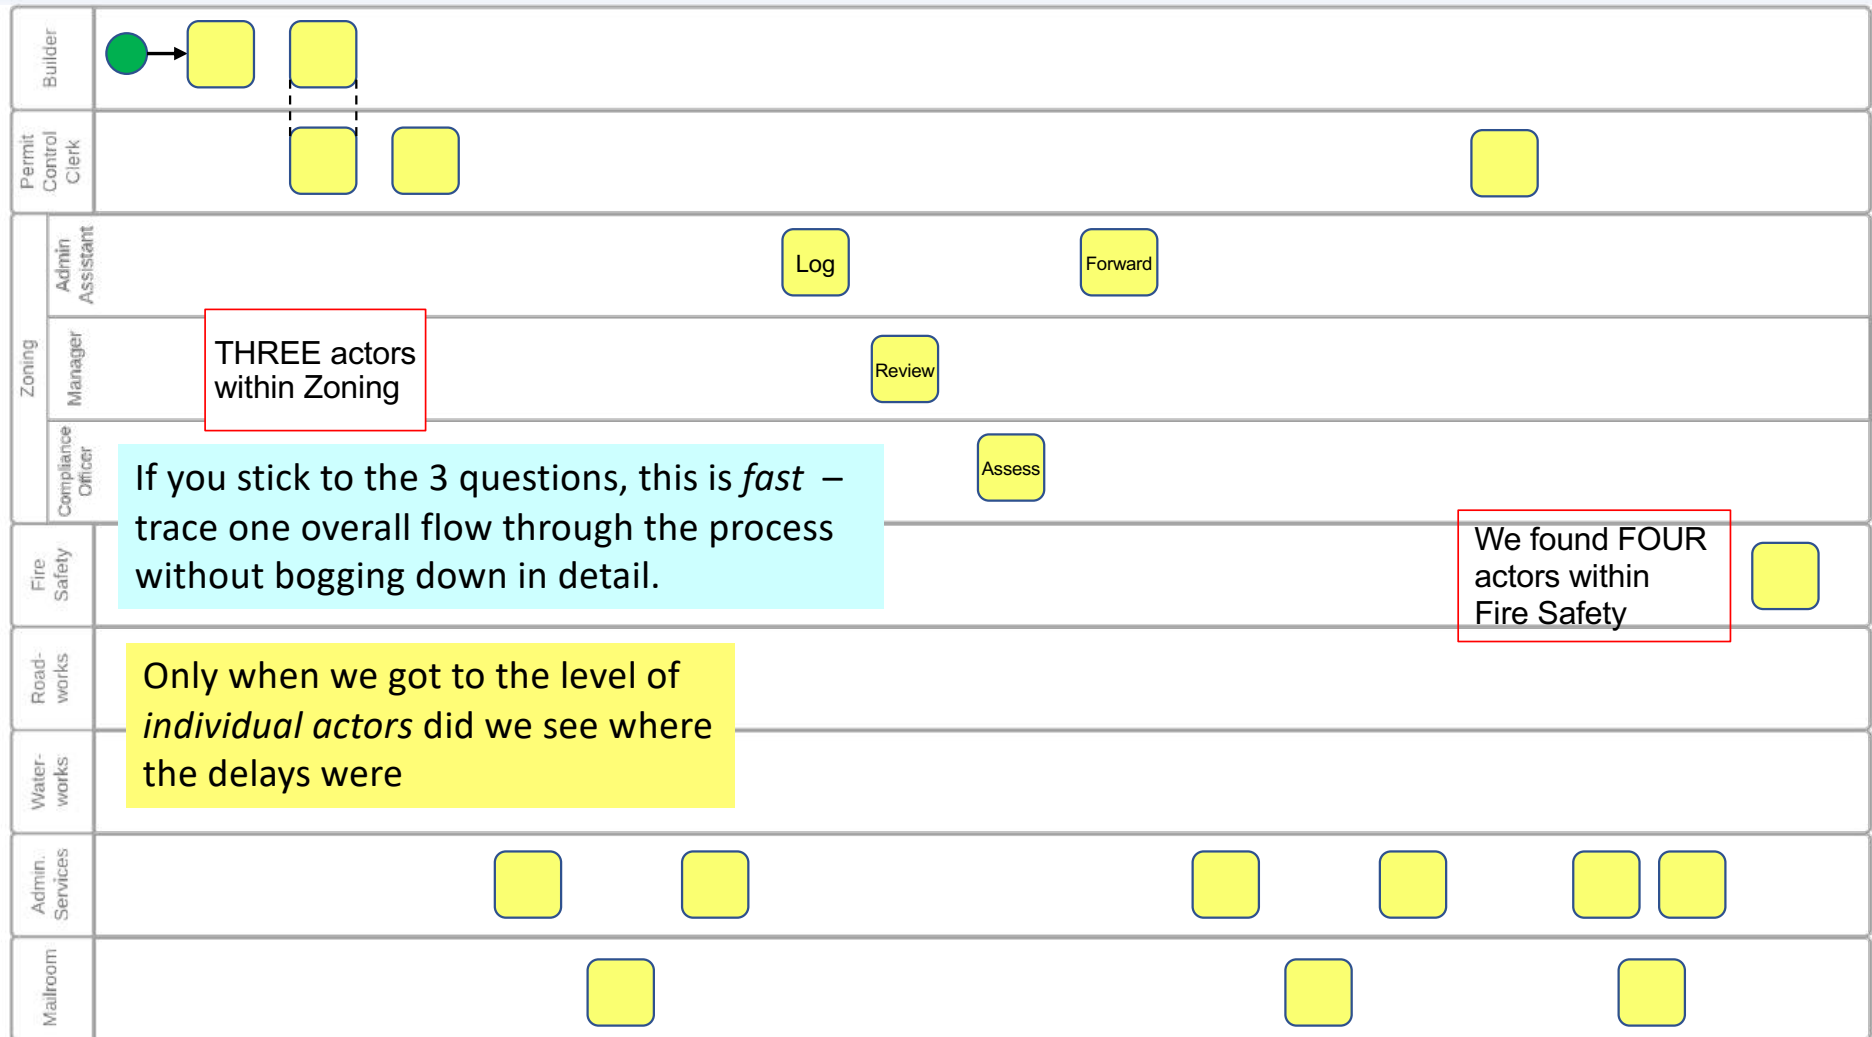 Builder
Permit
Control
Clerk
Zoning
Admin
Assistant
Log
Forward
Manager
Review
THREE actors
within Zoning
Compliance
Officer
Assess
If you stick to the 3 questions, this is fast –
trace one overall flow through the process
without bogging down in detail.
Fire
Safety
We found FOUR
actors within
Fire Safety
Road-
works
Only when we got to the level of
individual actors did we see where
the delays were
Water-
works
Admin.
Services
Mailroom